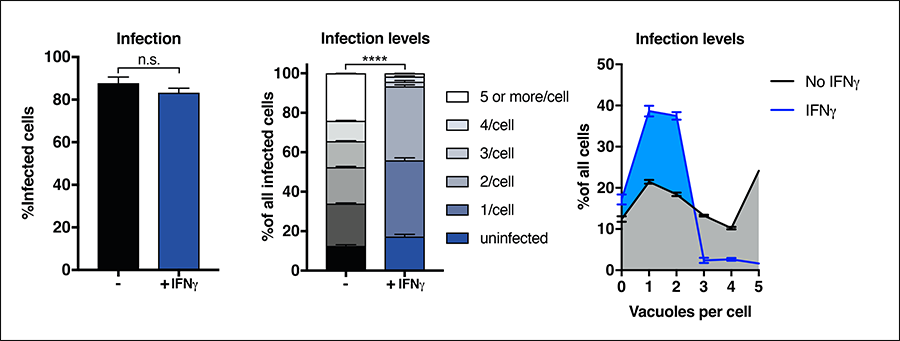 Infection
n.s.
%Infected cells
100
80
60
40
20
0
-
+IFNγ
Infection levels
****
%of all infected cells
100
80
60
40
20
0
-
+IFNγ
5 or more/cell
4/cell
3/cell
2/cell
1/cell
uninfected
Infection levels
%of all cells
50
40
30
20
10
0
0 1 2 3 4 5
Vacuoles per cell
No IFNγ
IFNγ